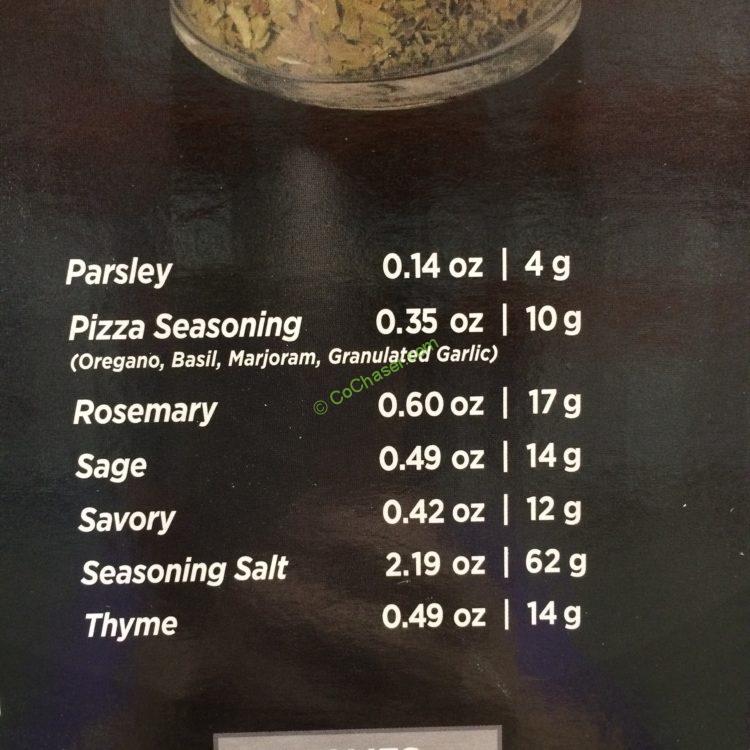 Parsley 0.14 oz | 4 g
Pizza Seasoning 0.35 oz | 10 g
(Oregano, Basil, Marjoram, Granulated Garlic)
© CoChaser.com
Rosemary 0.60 oz | 17 g
Sage 0.49 oz | 14 g
Savory 0.42 oz | 12 g
Seasoning Salt 2.19 oz | 62 g
Thyme 0.49 oz | 14 g